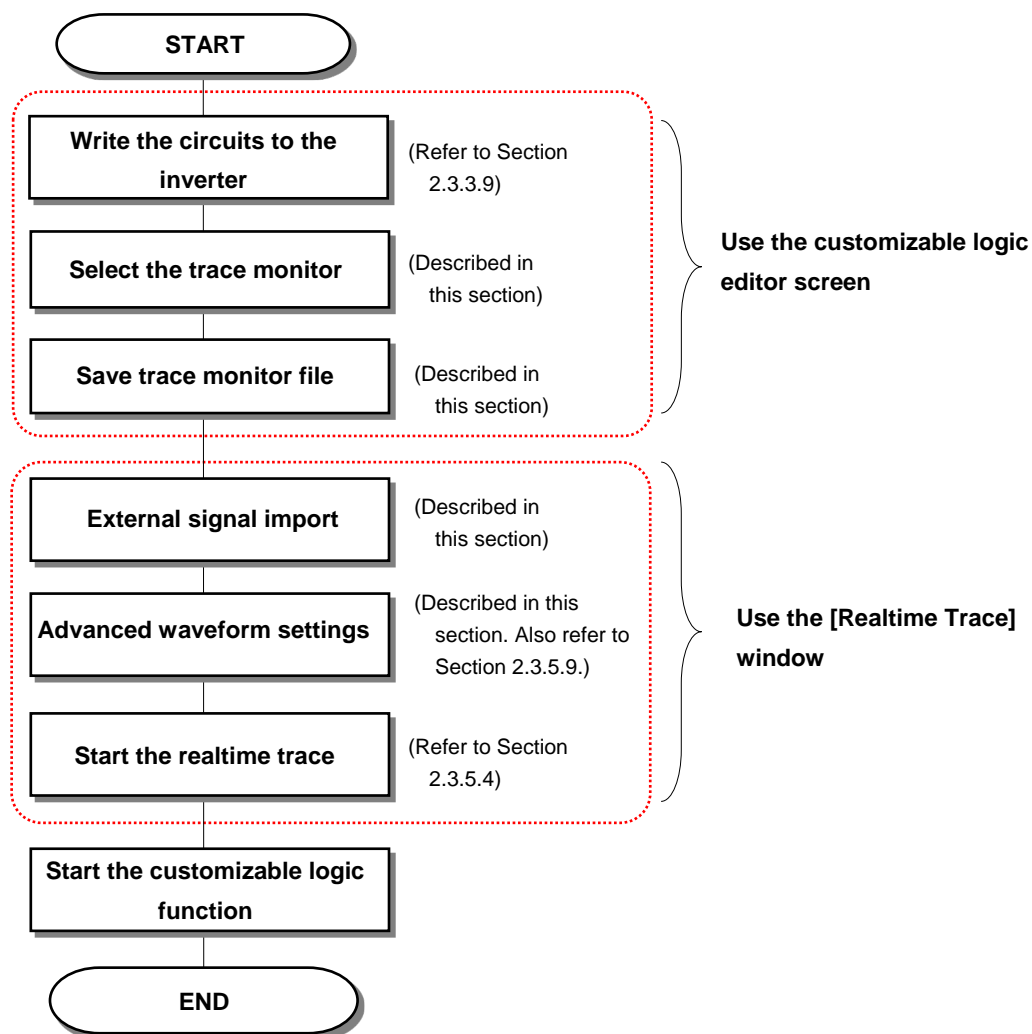 START
Write the circuits to the
inverter
(Refer to Section
2.3.3.9)
Select the trace monitor
(Described in
this section)
Save trace monitor file
(Described in
this section)
Use the customizable logic
editor screen
External signal import
(Described in
this section)
Advanced waveform settings
(Described in this
section. Also refer to
Section 2.3.5.9.)
Start the realtime trace
(Refer to Section
2.3.5.4)
Use the [Realtime Trace]
window
Start the customizable logic
function
END